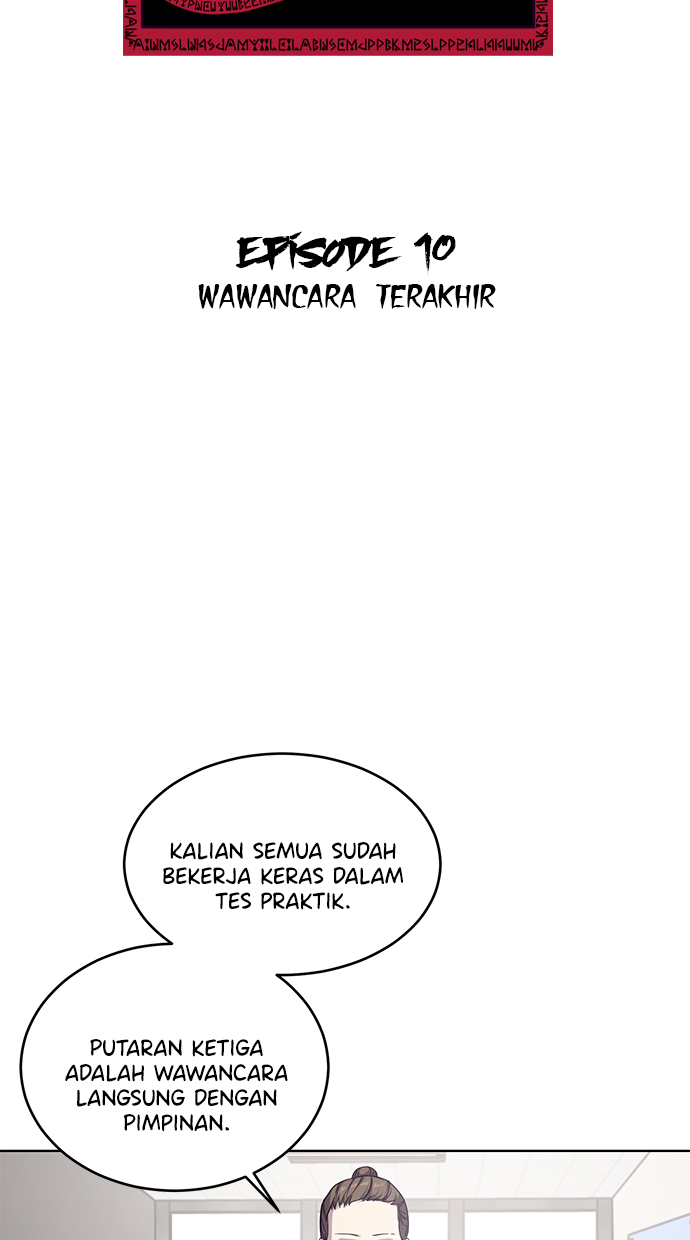 EPISODE 10
WAWANCARA TERAKHIR
KALIAN SEMUA SUDAH
BEKERJA KERAS DALAM
TES PRAKTIK.
PUTARAN KETIGA
ADALAH WAWANCARA
LANGSUNG DENGAN
PIMPINAN.